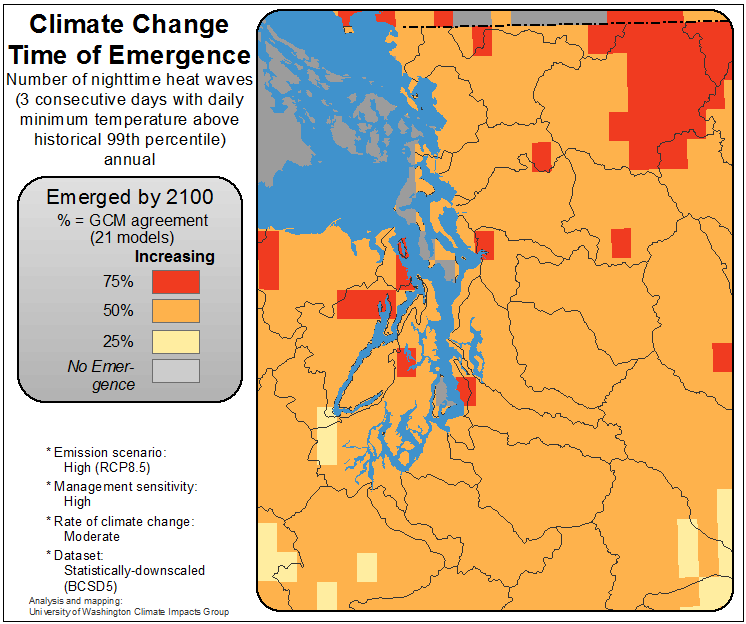 Climate Change
Time of Emergence
Number of nighttime heat waves
(3 consecutive days with daily
minimum temperature above
historical 99th percentile)
annual
Emerged by 2100
% = GCM agreement
(21 models)
Increasing
75%
50%
25%
No Emer-
gence
* Emission scenario:
High (RCP8.5)
* Management sensitivity:
High
* Rate of climate change:
Moderate
* Dataset:
Statistically-downscaled
(BCSD5)
Analysis and mapping:
University of Washington Climate Impacts Group